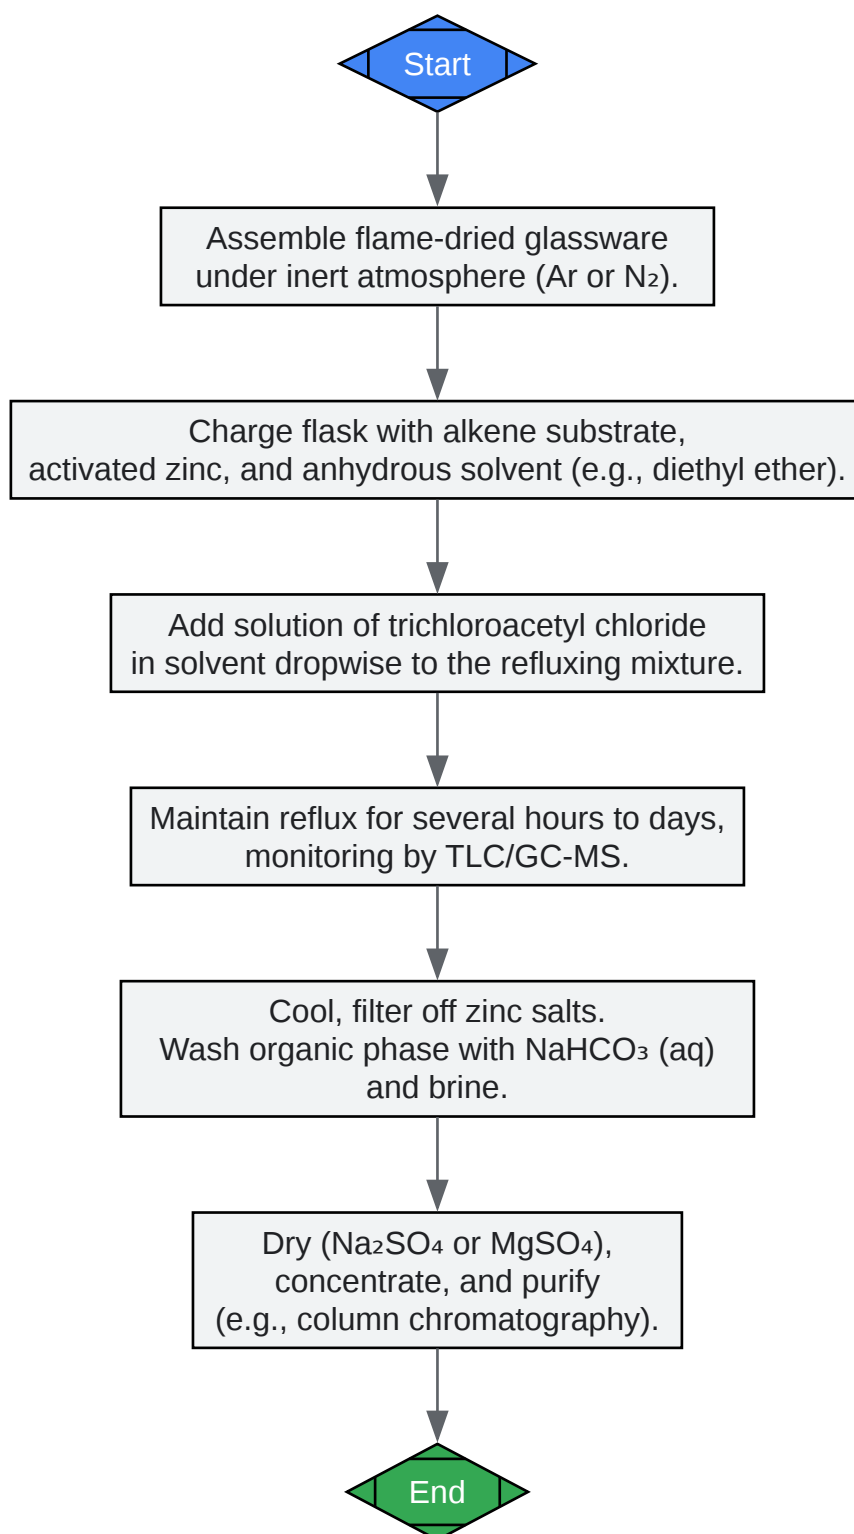 Start
Assemble flame-dried glassware
under inert atmosphere (Ar or N₂).
Charge flask with alkene substrate,
activated zinc, and anhydrous solvent (e.g., diethyl ether).
Add solution of trichloroacetyl chloride
in solvent dropwise to the refluxing mixture.
Maintain reflux for several hours to days,
monitoring by TLC/GC-MS.
Cool, filter off zinc salts.
Wash organic phase with NaHCO₃ (aq)
and brine.
Dry (Na₂SO₄ or MgSO₄),
concentrate, and purify
(e.g., column chromatography).
End